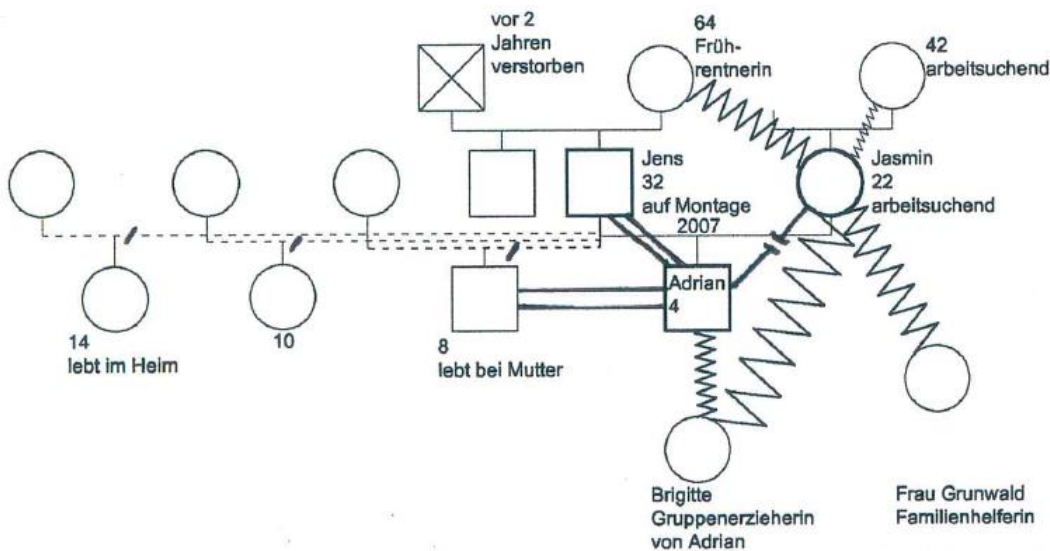 vor 2
Jahren
verstorben
64
Früh-
rentnerin
42
arbeitsuchend
Jens
32
auf Montage
2007
Jasmin
22
arbeitsuchend
Adrian
4
14
lebt im Heim
10
8
lebt bei Mutter
Brigitte
Gruppenerzieherin
von Adrian
Frau Grunwald
Familienhelferin